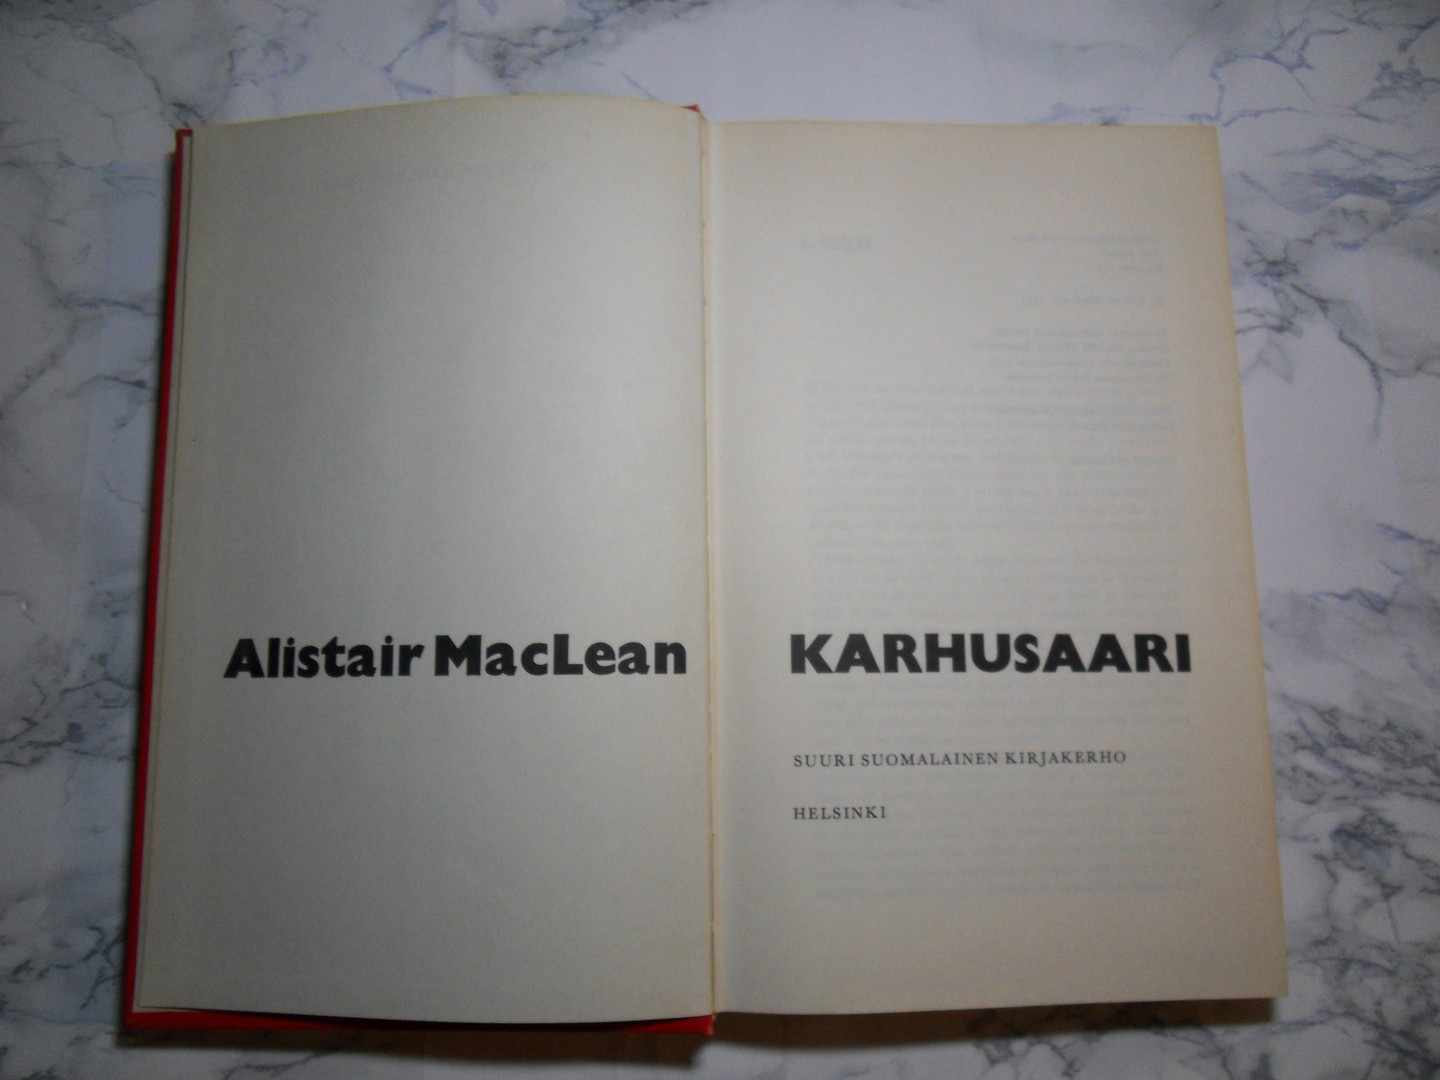 Alistair MacLean
KARHUSAARI
SUURI SUOMALAINEN KIRJAKERHO
HELSINKI